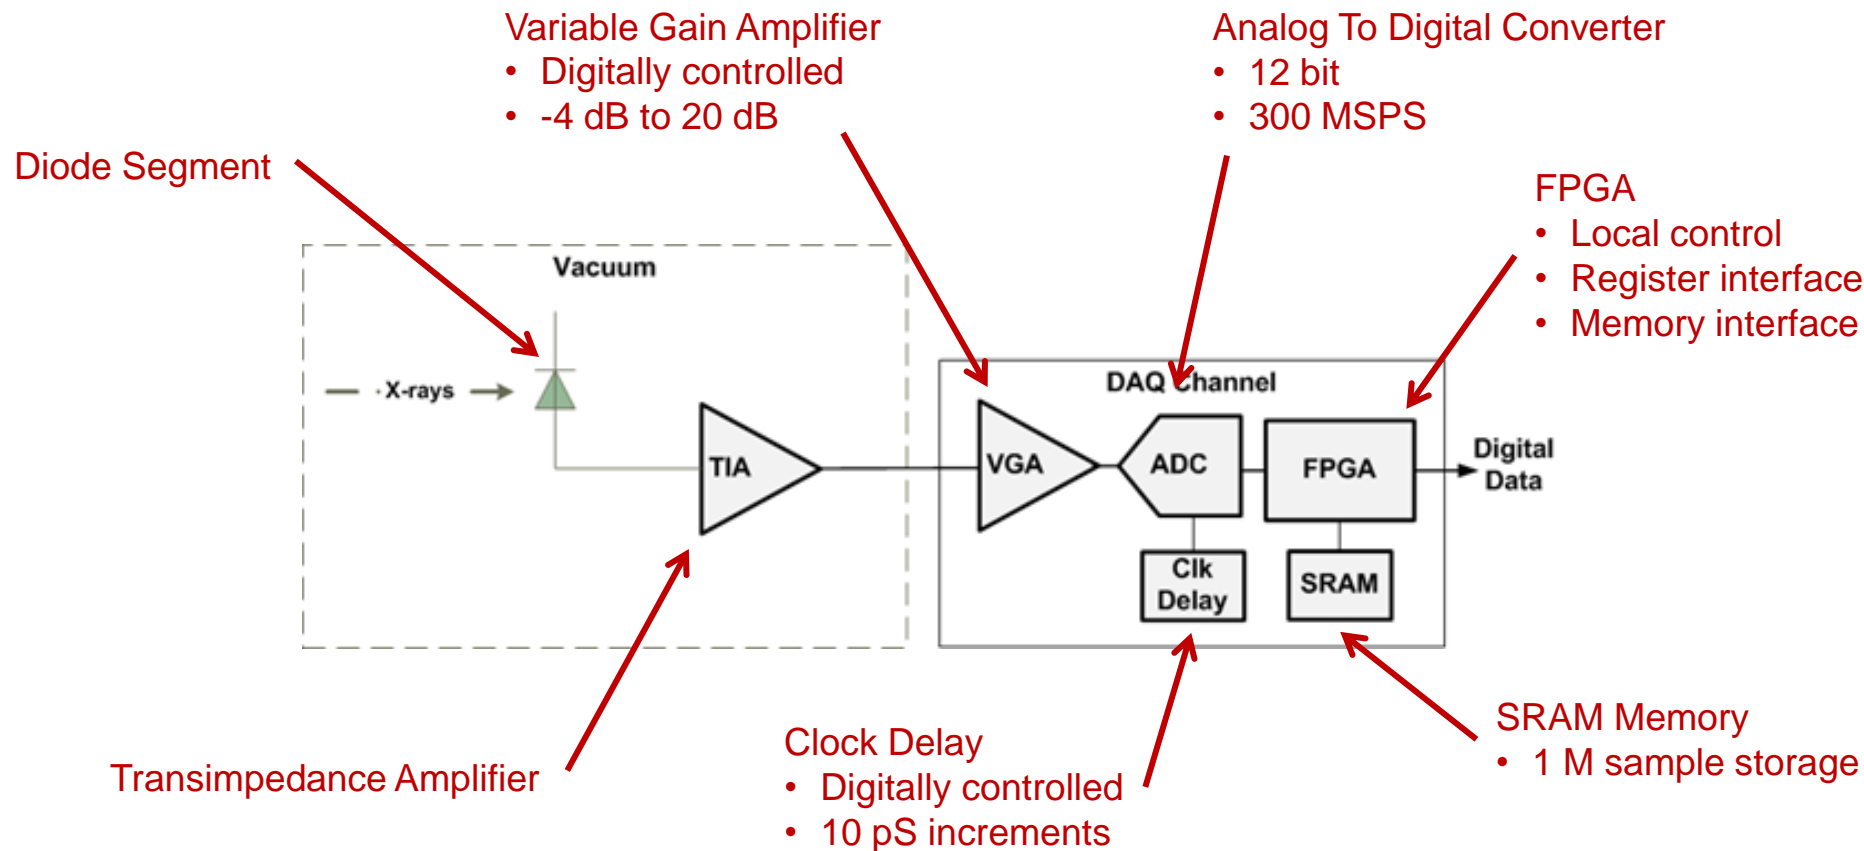 Variable Gain Amplifier
• Digitally controlled
• -4 dB to 20 dB
Analog To Digital Converter
• 12 bit
• 300 MSPS
Diode Segment
FPGA
• Local control
• Register interface
• Memory interface
Vacuum
X-rays
TIA
DAQ Channel
VGA
ADC
FPGA
Digital
Data
Clk
Delay
SRAM
Transimpedance Amplifier
Clock Delay
• Digitally controlled
• 10 pS increments
SRAM Memory
• 1 M sample storage